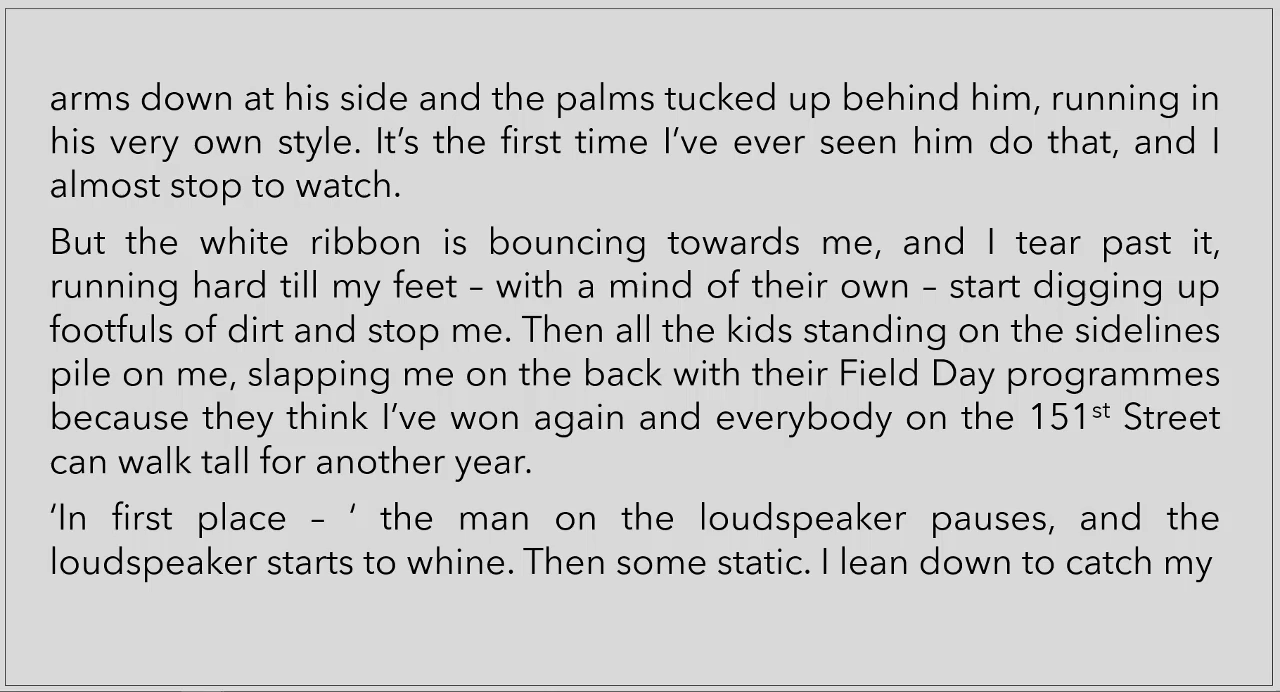 arms down at his side and the palms tucked up behind him, running in
his very own style. It’s the first time I’ve ever seen him do that, and I
almost stop to watch.
But the white ribbon is bouncing towards me, and I tear past it,
running hard till my feet – with a mind of their own – start digging up
footfuls of dirt and stop me. Then all the kids standing on the sidelines
pile on me, slapping me on the back with their Field Day programmes
because they think I’ve won again and everybody on the 151st Street
can walk tall for another year.
‘In first place – ‘ the man on the loudspeaker pauses, and the
loudspeaker starts to whine. Then some static. I lean down to catch my